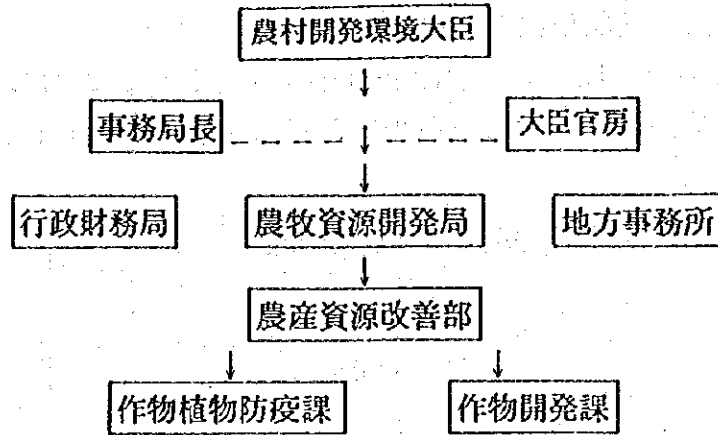 農村開発環境大臣
事務局長
大臣官房
行政財務局
農牧資源開発局
地方事務所
農産資源改善部
作物植物防疫課
作物開発課